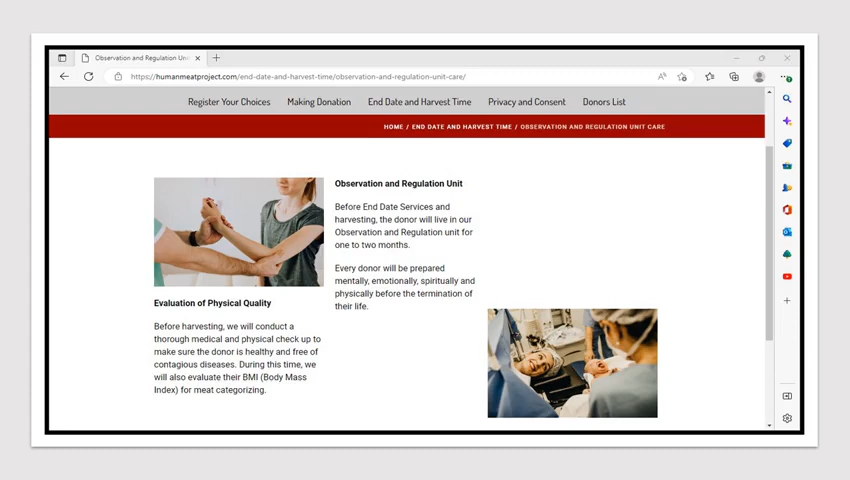 Observation and Regulation Uni
https://humanmeatproject.com/end-date-and-harvest-time/observation-and-regulation-unit-care/
Register Your Choices Making Donation End Date and Harvest Time Privacy and Consent Donors List
HOME / END DATE AND HARVEST TIME / OBSERVATION AND REGULATION UNIT CARE
Observation and Regulation Unit
Before End Date Services and
harvesting, the donor will live in our
Observation and Regulation unit for
one to two months.
Every donor will be prepared
mentally, emotionally, spiritually and
physically before the termination of
their life.
Evaluation of Physical Quality
Before harvesting, we will conduct a
thorough medical and physical check up to
make sure the donor is healthy and free of
contagious diseases. During this time, we
will also evaluate their BMI (Body Mass
Index) for meat categorizing.